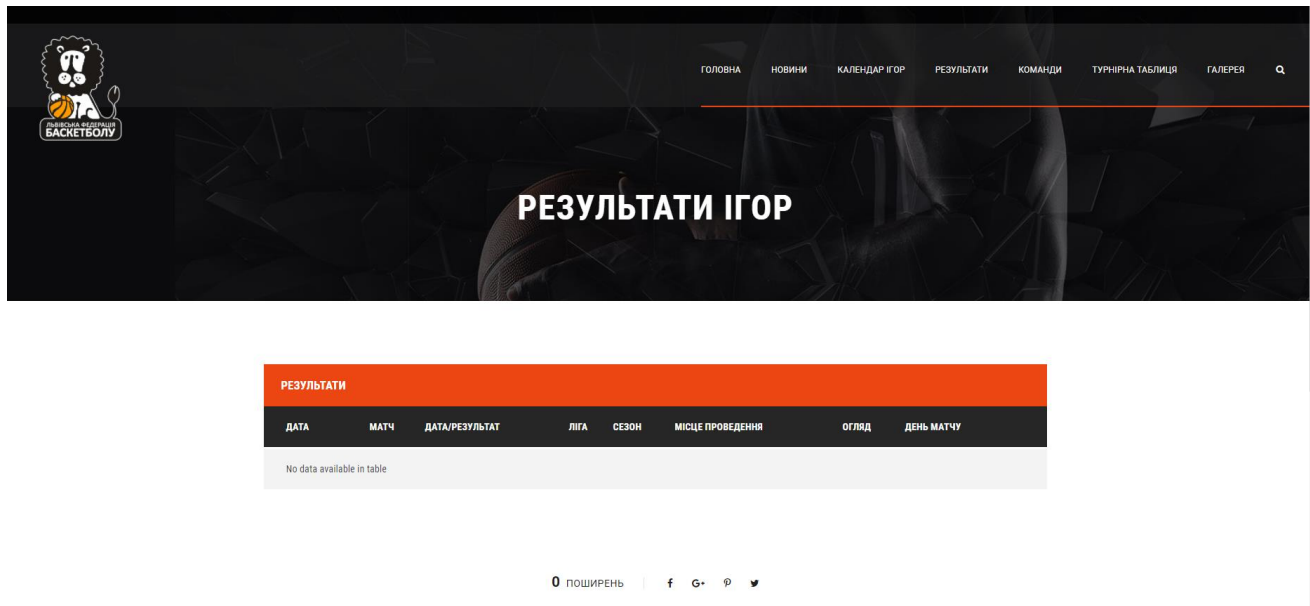 ЛЬВІВСЬКА ФЕДЕРАЦІЯ
БАСКЕТБОЛУ
ГОЛОВНА НОВИНИ КАЛЕНДАР ІГОР РЕЗУЛЬТАТИ КОМАНДИ ТУРНІРНА ТАБЛИЦЯ ГАЛЕРЕЯ
РЕЗУЛЬТАТИ ІГОР
РЕЗУЛЬТАТИ
ДАТА МАТЧ ДАТА/РЕЗУЛЬТАТ ЛІГА СЕЗОН МІСЦЕ ПРОВЕДЕННЯ ОГЛЯД ДЕНЬ МАТЧУ
No data available in table
0 ПОШИРЕНЬ